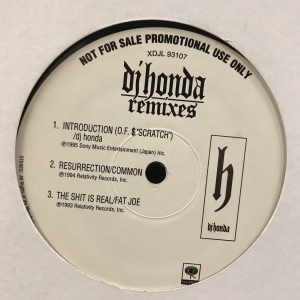 NOT FOR SALE PROMOTIONAL USE ONLY
XDJL 93107
dj honda
remixes
1. INTRODUCTION (O.F. $"SCRATCH")
/dj honda
℗1995 Sony Music Entertainment (Japan) Inc.
2. RESURRECTION/COMMON
℗1994 Relativity Records, Inc.
3. THE SHIT IS REAL/FAT JOE
℗1993 Relativity Records, Inc.
h
dj honda